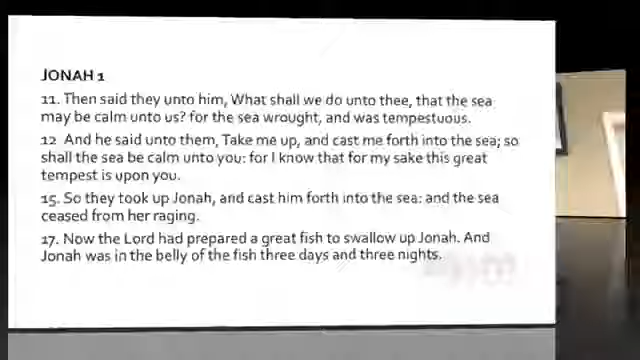 JONAH 1
11. Then said they unto him, What shall we do unto thee, that the sea
may be calm unto us? for the sea wrought, and was tempestuous.
12 And he said unto them, Take me up, and cast me forth into the sea; so
shall the sea be calm unto you: for I know that for my sake this great
tempest is upon you.
15. So they took up Jonah, and cast him forth into the sea: and the sea
ceased from her raging.
17. Now the Lord had prepared a great fish to swallow up Jonah. And
Jonah was in the belly of the fish three days and three nights.